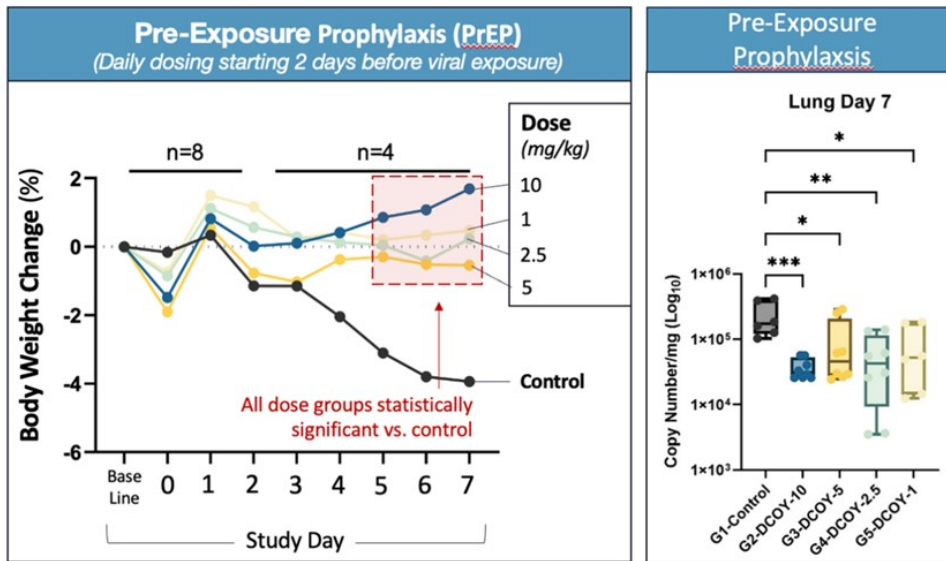 Pre-Exposure Prophylaxis (PrEP)
(Daily dosing starting 2 days before viral exposure)
n=8
n=4
Dose
(mg/kg)
10
1
2.5
5
Control
Body Weight Change (%)
2
0
-2
-4
-6
All dose groups statistically
significant vs. control
Base
Line
0
1
2
3
4
5
6
7
Study Day
Pre-Exposure
Prophylaxsis
Lung Day 7
*
**
*
***
Copy Number/mg (Log10)
1×10⁶
1×10⁵
1×10⁴
1×10³
G1-Control
G2-DCOY-10
G3-DCOY-5
G4-DCOY-2.5
G5-DCOY-1